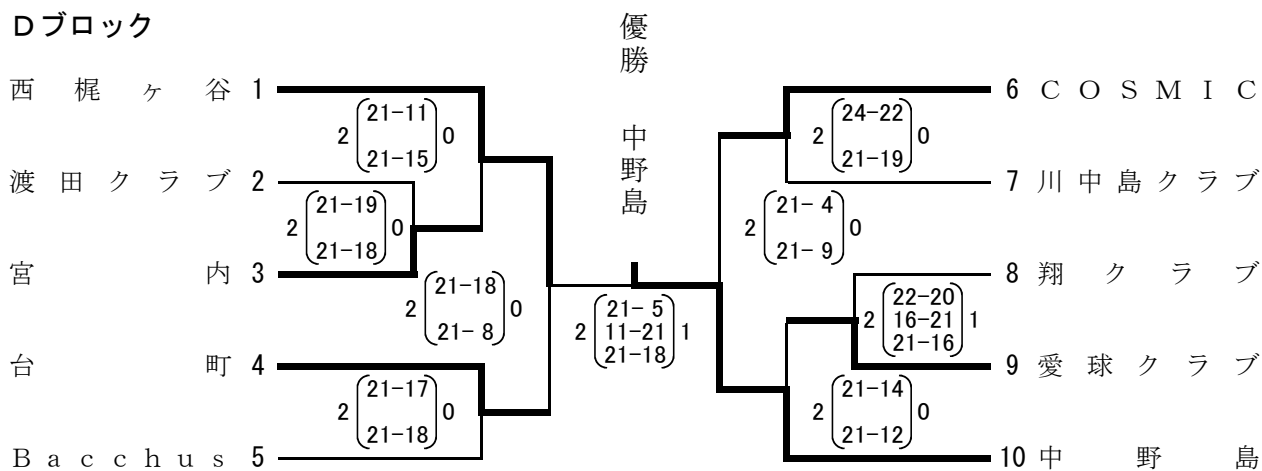 Dブロック
優勝 中野島
西梶ヶ谷 1
2 21-11 0
21-15
渡田クラブ 2
2 21-19 0
21-18
宮内 3
2 21-18 0
21- 8
台町 4
2 21-17 0
21-18
Bacchus 5
2 21- 5 1
11-21
21-18
6 COSMIC
2 24-22 0
21-19
7 川中島クラブ
2 21- 4 0
21- 9
8 翔クラブ
2 22-20 1
16-21
21-16
9 愛球クラブ
2 21-14 0
21-12
10 中野島